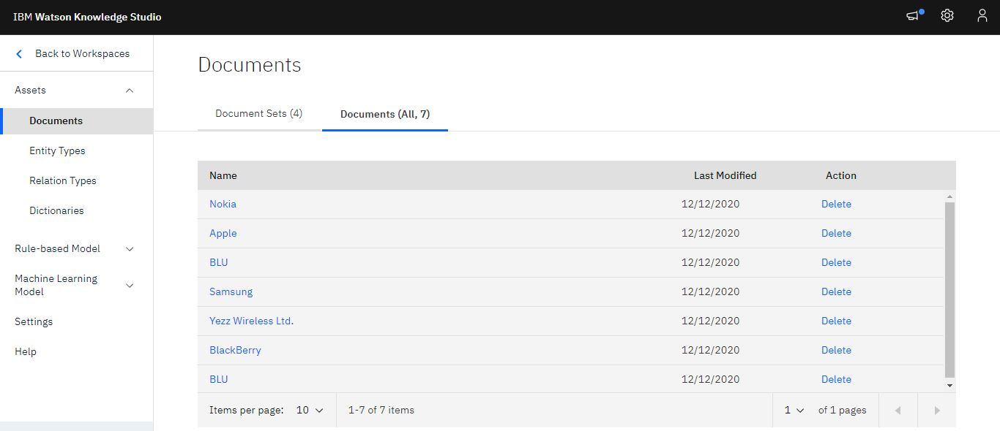 IBM Watson Knowledge Studio
Back to Workspaces
Assets
Documents
Entity Types
Relation Types
Dictionaries
Rule-based Model
Machine Learning
Model
Settings
Help
Documents
Document Sets (4) Documents (All, 7)
Name Last Modified Action
Nokia 12/12/2020 Delete
Apple 12/12/2020 Delete
BLU 12/12/2020 Delete
Samsung 12/12/2020 Delete
Yezz Wireless Ltd. 12/12/2020 Delete
BlackBerry 12/12/2020 Delete
BLU 12/12/2020 Delete
Items per page: 10 1-7 of 7 items 1 of 1 pages